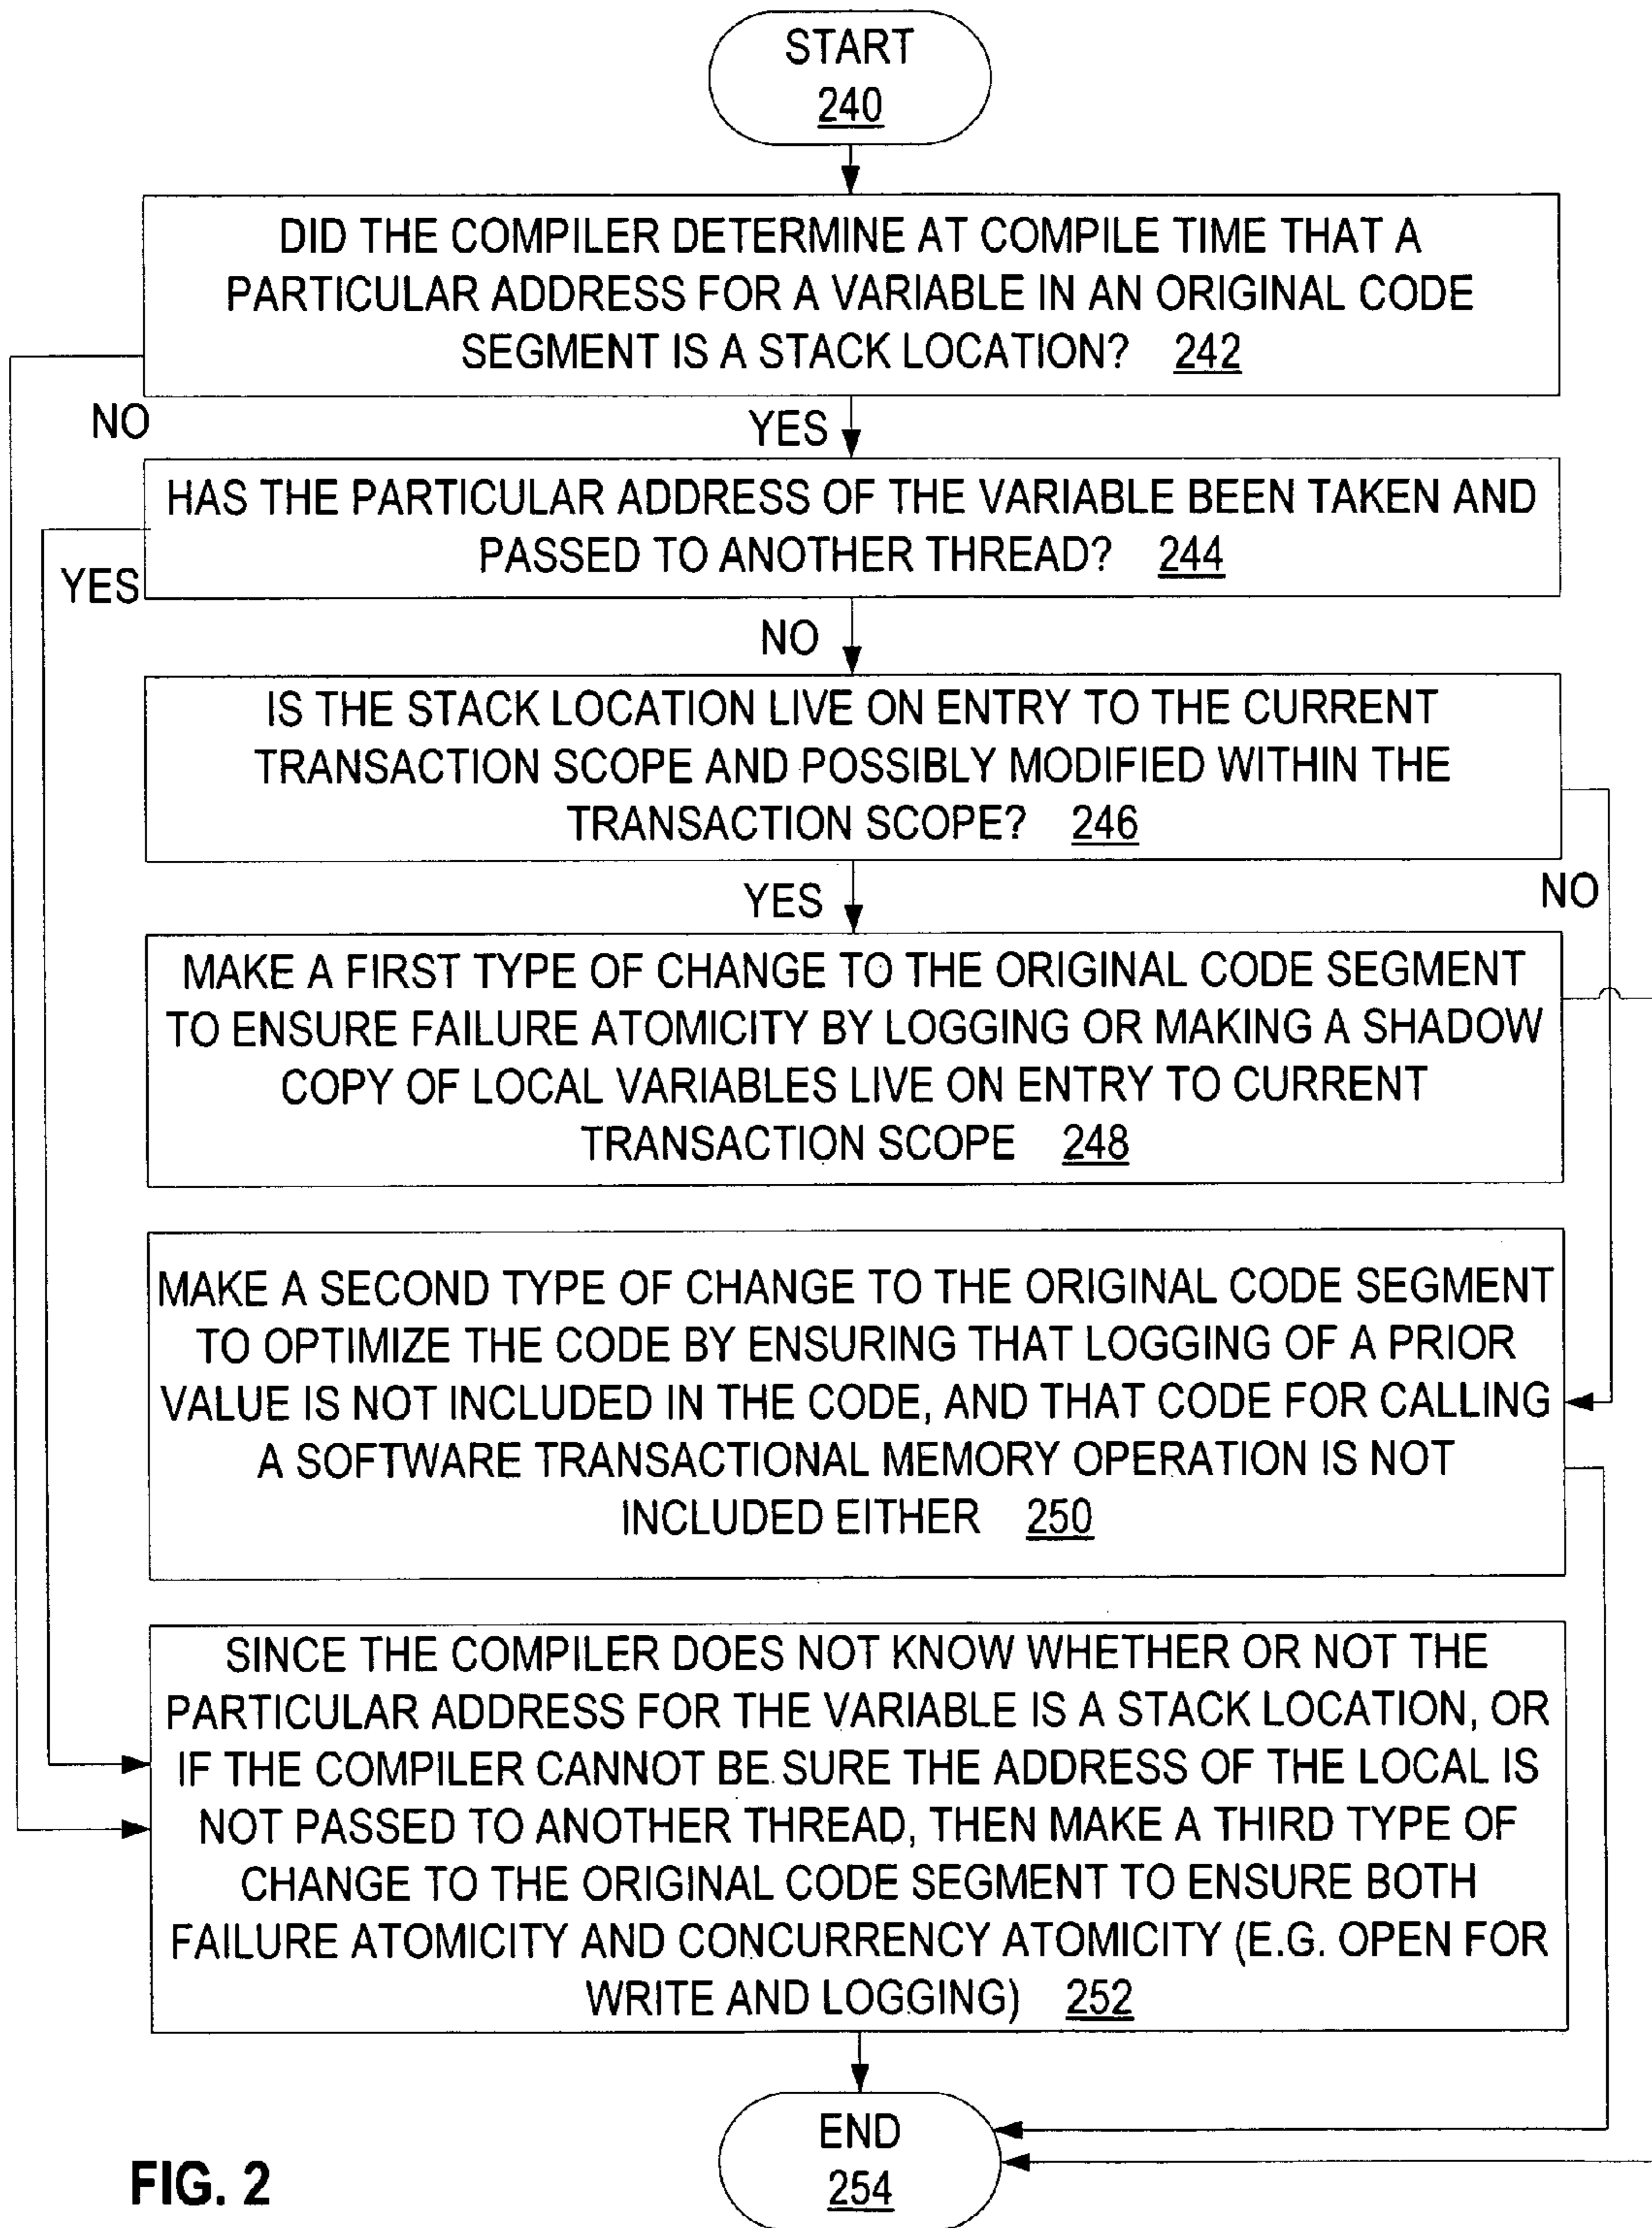 START
240
DID THE COMPILER DETERMINE AT COMPILE TIME THAT A
PARTICULAR ADDRESS FOR A VARIABLE IN AN ORIGINAL CODE
SEGMENT IS A STACK LOCATION? 242
NO
YES
HAS THE PARTICULAR ADDRESS OF THE VARIABLE BEEN TAKEN AND
PASSED TO ANOTHER THREAD? 244
YES
NO
IS THE STACK LOCATION LIVE ON ENTRY TO THE CURRENT
TRANSACTION SCOPE AND POSSIBLY MODIFIED WITHIN THE
TRANSACTION SCOPE? 246
YES
NO
MAKE A FIRST TYPE OF CHANGE TO THE ORIGINAL CODE SEGMENT
TO ENSURE FAILURE ATOMICITY BY LOGGING OR MAKING A SHADOW
COPY OF LOCAL VARIABLES LIVE ON ENTRY TO CURRENT
TRANSACTION SCOPE 248
MAKE A SECOND TYPE OF CHANGE TO THE ORIGINAL CODE SEGMENT
TO OPTIMIZE THE CODE BY ENSURING THAT LOGGING OF A PRIOR
VALUE IS NOT INCLUDED IN THE CODE, AND THAT CODE FOR CALLING
A SOFTWARE TRANSACTIONAL MEMORY OPERATION IS NOT
INCLUDED EITHER 250
SINCE THE COMPILER DOES NOT KNOW WHETHER OR NOT THE
PARTICULAR ADDRESS FOR THE VARIABLE IS A STACK LOCATION, OR
IF THE COMPILER CANNOT BE SURE THE ADDRESS OF THE LOCAL IS
NOT PASSED TO ANOTHER THREAD, THEN MAKE A THIRD TYPE OF
CHANGE TO THE ORIGINAL CODE SEGMENT TO ENSURE BOTH
FAILURE ATOMICITY AND CONCURRENCY ATOMICITY (E.G. OPEN FOR
WRITE AND LOGGING) 252
END
254
FIG. 2